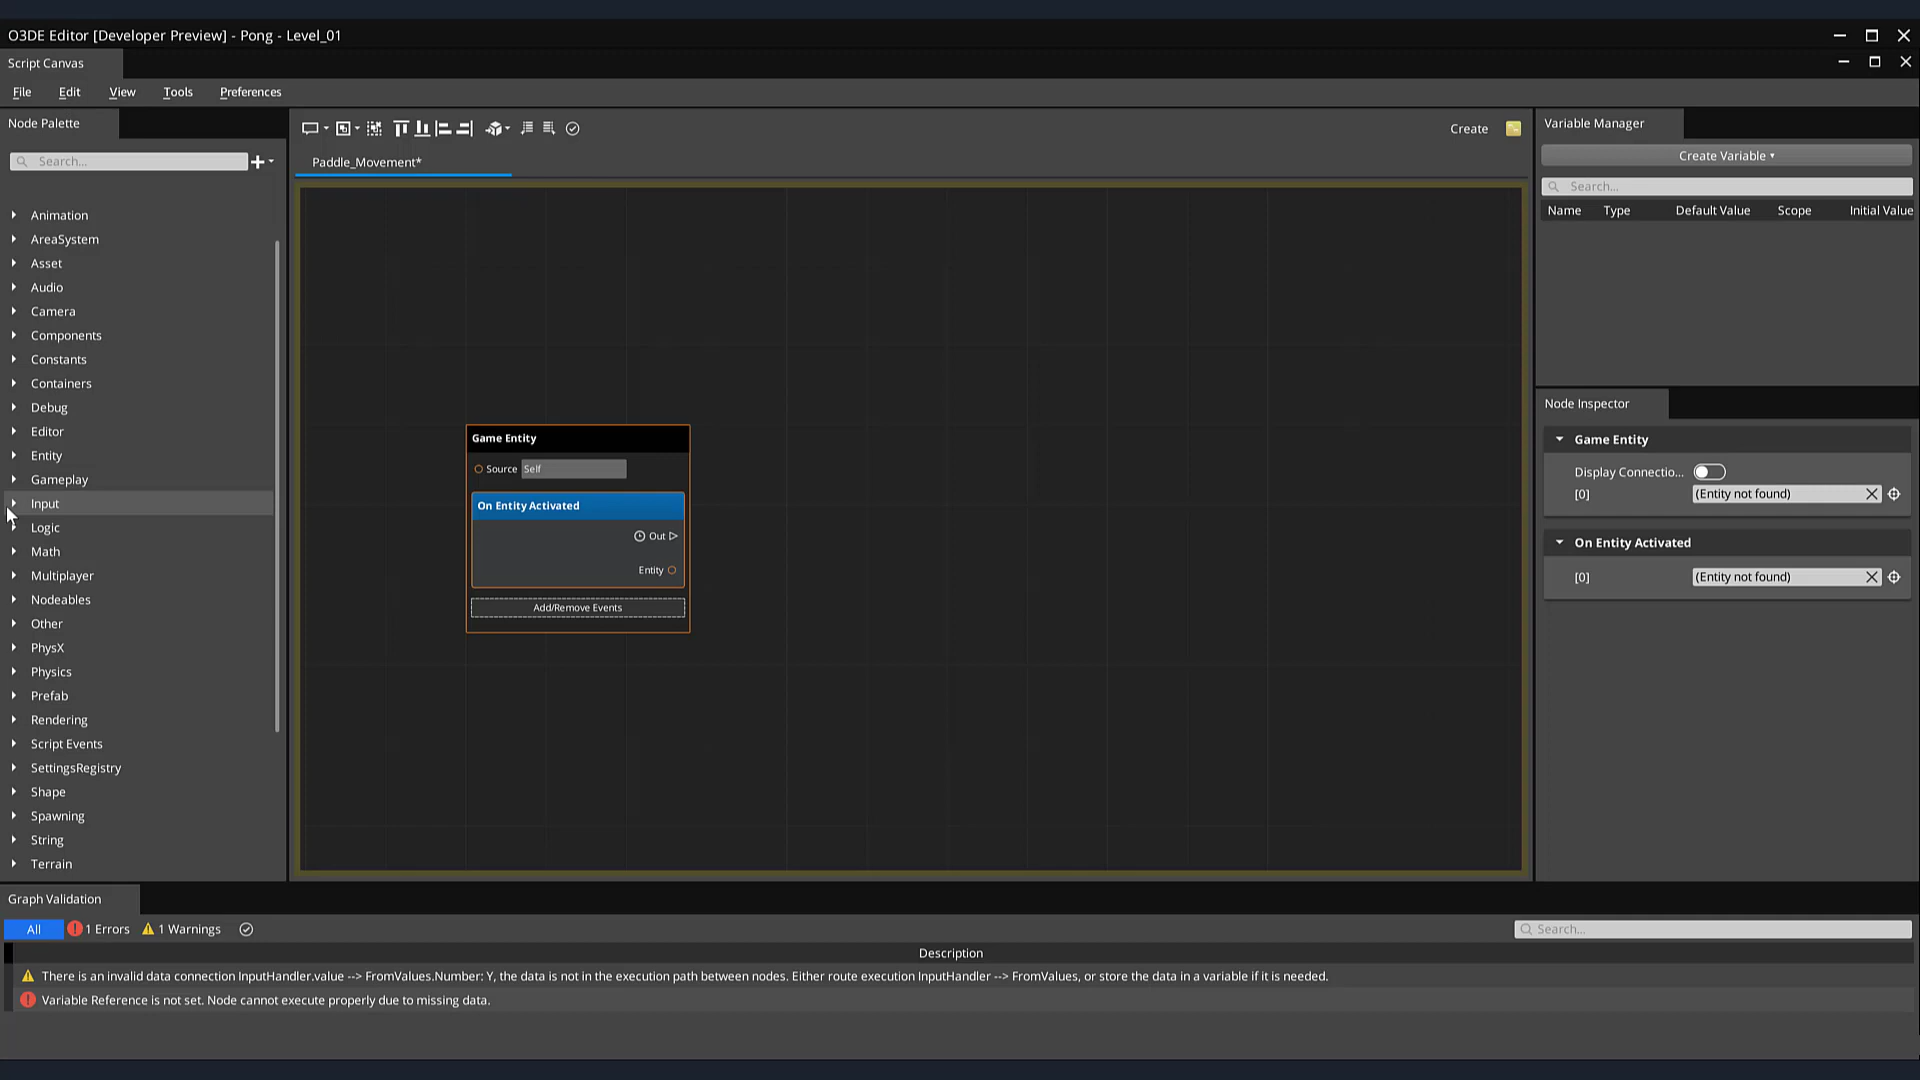 O3DE Editor [Developer Preview] - Pong - Level_01
Script Canvas
File Edit View Tools Preferences
Node Palette
Search...
Animation
AreaSystem
Asset
Audio
Camera
Components
Constants
Containers
Debug
Editor
Entity
Gameplay
Input
Logic
Math
Multiplayer
Nodeables
Other
PhysX
Physics
Prefab
Rendering
Script Events
SettingsRegistry
Shape
Spawning
String
Terrain
Create
Paddle_Movement*
Game Entity
Source Self
On Entity Activated
Out
Entity
Add/Remove Events
Variable Manager
Create Variable
Search...
Name Type Default Value Scope Initial Value
Node Inspector
Game Entity
Display Connectio...
[0] (Entity not found)
On Entity Activated
[0] (Entity not found)
Graph Validation
All 1 Errors 1 Warnings Search...
Description
There is an invalid data connection InputHandler.value --> FromValues.Number: Y, the data is not in the execution path between nodes. Either route execution InputHandler --> FromValues, or store the data in a variable if it is needed.
Variable Reference is not set. Node cannot execute properly due to missing data.